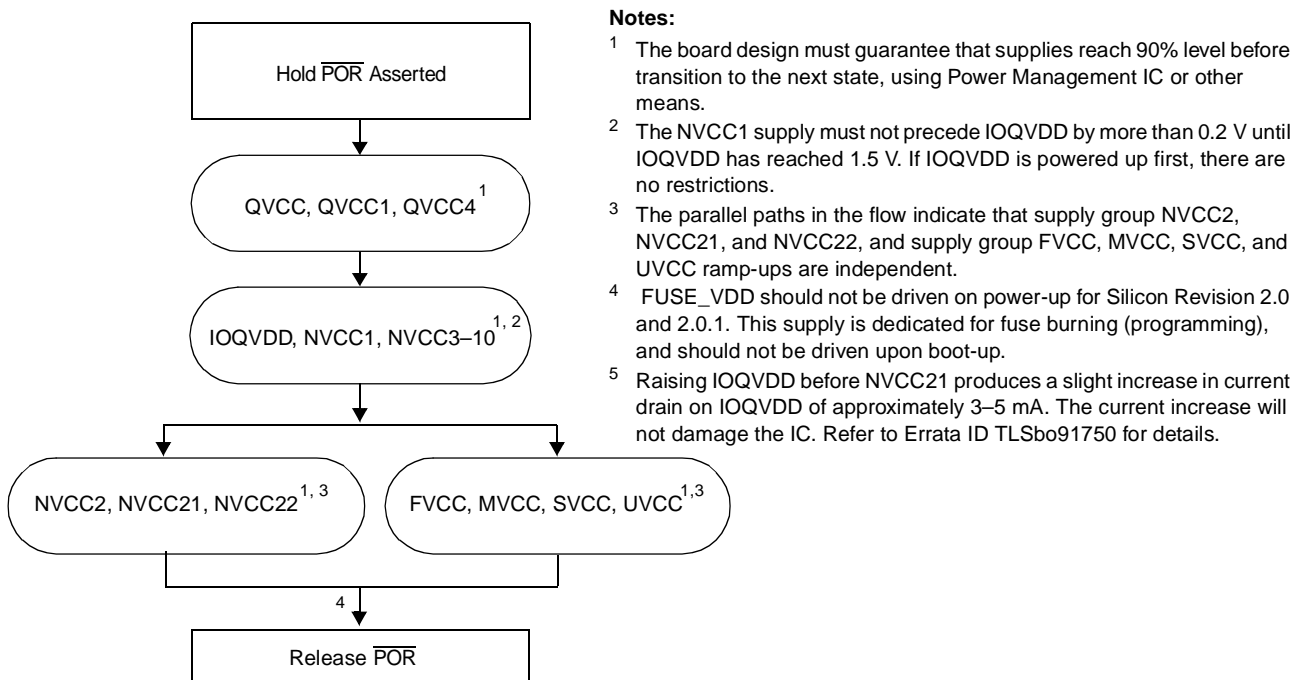 Hold POR Asserted
QVCC, QVCC1, QVCC4 1
IOQVDD, NVCC1, NVCC3–10 1, 2
NVCC2, NVCC21, NVCC22 1, 3
FVCC, MVCC, SVCC, UVCC 1,3
4
Release POR
Notes:
1 The board design must guarantee that supplies reach 90% level before
transition to the next state, using Power Management IC or other
means.
2 The NVCC1 supply must not precede IOQVDD by more than 0.2 V until
IOQVDD has reached 1.5 V. If IOQVDD is powered up first, there are
no restrictions.
3 The parallel paths in the flow indicate that supply group NVCC2,
NVCC21, and NVCC22, and supply group FVCC, MVCC, SVCC, and
UVCC ramp-ups are independent.
4 FUSE_VDD should not be driven on power-up for Silicon Revision 2.0
and 2.0.1. This supply is dedicated for fuse burning (programming),
and should not be driven upon boot-up.
5 Raising IOQVDD before NVCC21 produces a slight increase in current
drain on IOQVDD of approximately 3–5 mA. The current increase will
not damage the IC. Refer to Errata ID TLSbo91750 for details.